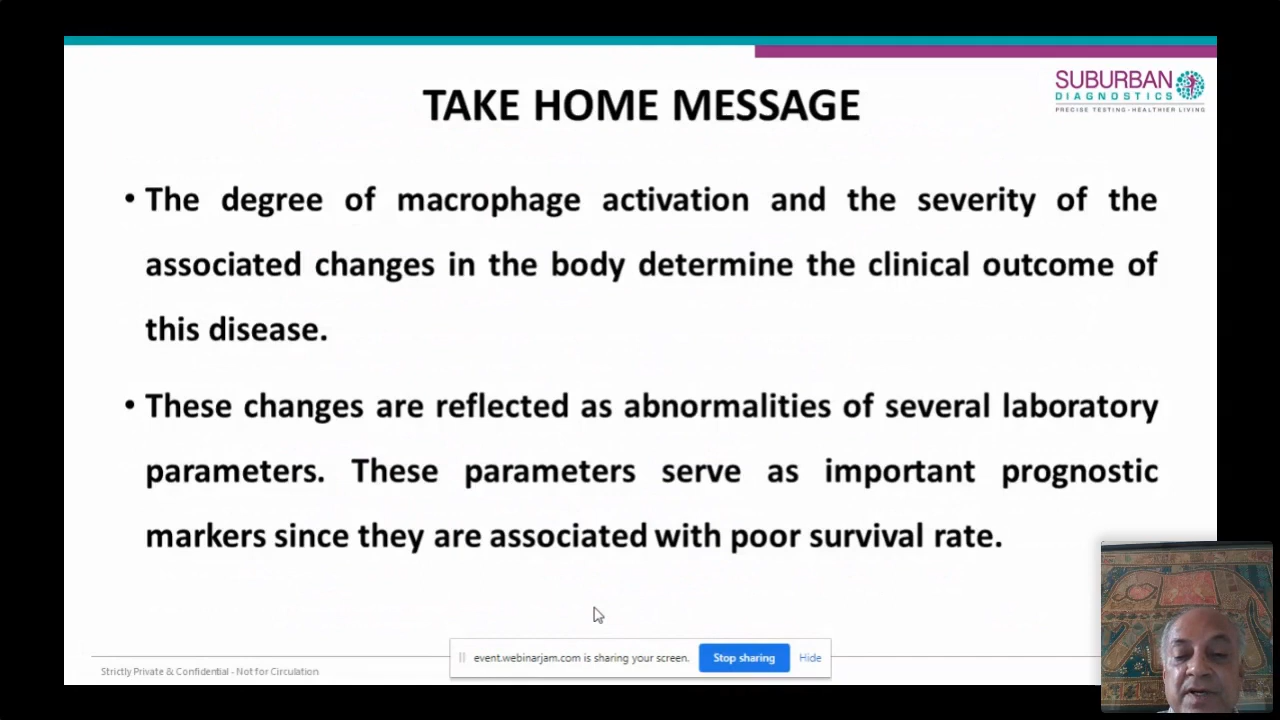 SUBURBAN
DIAGNOSTICS
PRECISE TESTING - HEALTHIER LIVING
TAKE HOME MESSAGE
• The degree of macrophage activation and the severity of the
associated changes in the body determine the clinical outcome of
this disease.
• These changes are reflected as abnormalities of several laboratory
parameters. These parameters serve as important prognostic
markers since they are associated with poor survival rate.
event.webinarjam.com is sharing your screen.
Stop sharing
Hide
Strictly Private & Confidential - Not for Circulation